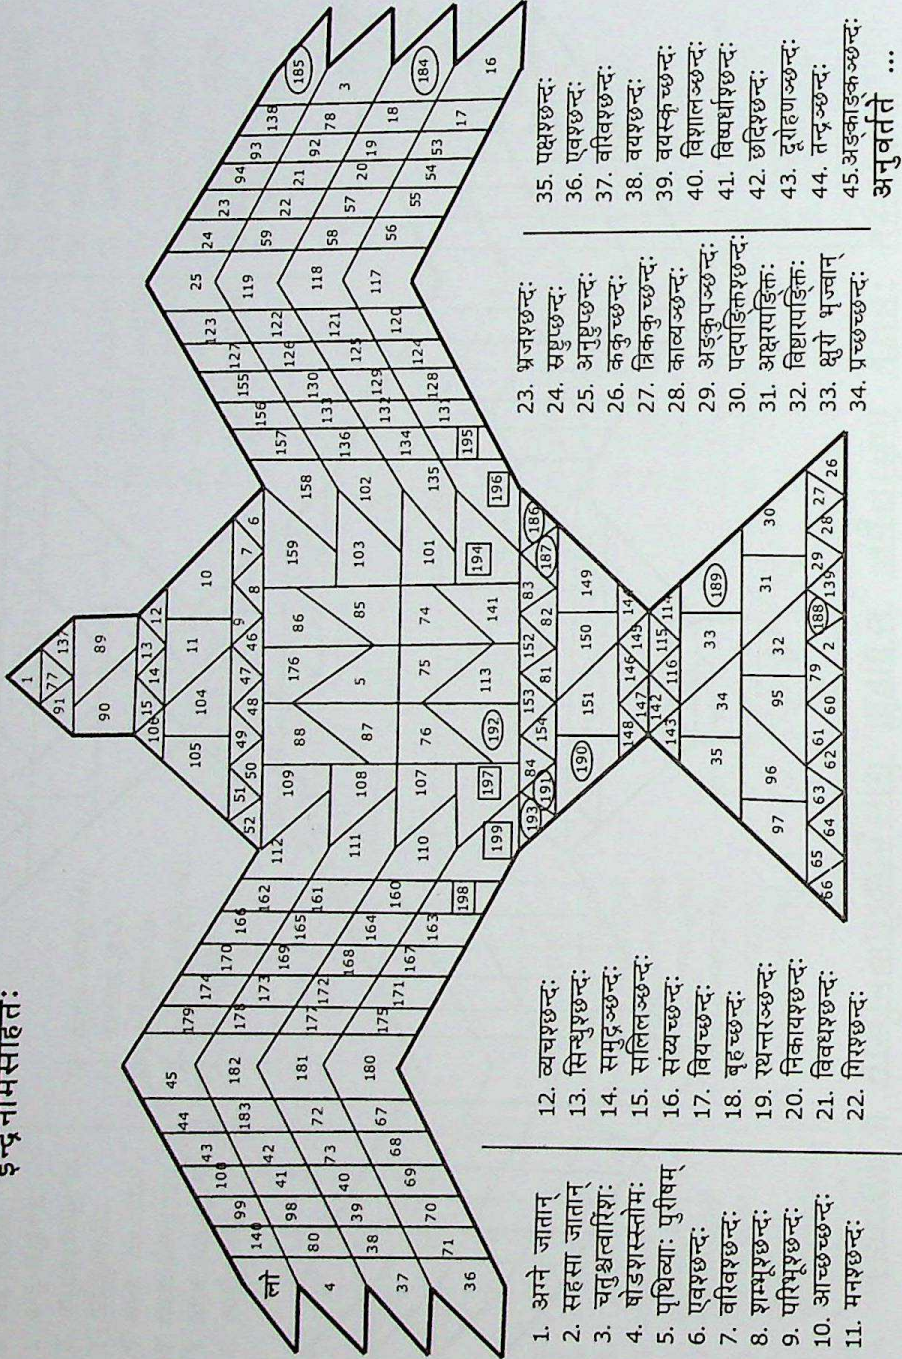 इन्द्रनामसहितः
1
91 77 137
90 89
106 15 14 13 12
105 104 11 10
52 51 50 49 48 47 46 9 8 7 6
112 109 88 176 86 159 158
111 108 87 5 85 103 102
110 107 76 75 74 101 135
199 197 192 113 141 194 196
193 191 84 154 153 81 152 82 83 187 186
190 151 150 149
148 147 146 145 144
143 142 116 115 114
35 34 33 189
97 96 95 32 31 30
66 65 64 63 62 61 60 79 2 188 139 29 28 27 26
लो 140 99 100 43 44 45 179 174 170 166 162
4 80 98 41 42 183 182 178 173 169 165 161
37 38 39 40 73 72 181 177 172 168 164 160
36 71 70 69 68 67 180 175 171 167 163 198
157 156 155 127 123 25 24 23 94 93 138 185
136 133 130 126 122 119 59 22 21 92 78 3
134 132 129 125 121 118 58 57 20 19 18 184
195 131 128 124 120 117 56 55 54 53 17 16
1. अग्ने जातान्
2. सहसा जातान्
3. चतुश्चत्वारिंशः
4. षोडशस्स्तोमः
5. पृथिव्याः पुरीषम्
6. एवश्छन्दः
7. वरिवश्छन्दः
8. शम्भूश्छन्दः
9. परिभूश्छन्दः
10. आच्छच्छन्दः
11. मनश्छन्दः
12. व्यचश्छन्दः
13. सिन्धुश्छन्दः
14. समुद्रञ्छन्दः
15. सलिलञ्छन्दः
16. संय्यच्छन्दः
17. वियच्छन्दः
18. बृहच्छन्दः
19. रथन्तरञ्छन्दः
20. निकायश्छन्दः
21. विवधश्छन्दः
22. गिरश्छन्दः
23. भ्रजश्छन्दः
24. स्रष्टुप्छन्दः
25. अनुष्टुप्छन्दः
26. ककुच्छन्दः
27. त्रिककुच्छन्दः
28. काव्यञ्छन्दः
29. अङ्कुपञ्छन्दः
30. पदपङ्क्तिश्छन्दः
31. अक्षरपङ्क्तिः
32. विष्टारपङ्क्तिः
33. क्षुरो भृज्वान्
34. प्रच्छच्छन्दः
35. पक्षश्छन्दः
36. एवश्छन्दः
37. वरिवश्छन्दः
38. वयश्छन्दः
39. वयस्कृच्छन्दः
40. विशालञ्छन्दः
41. विष्पर्धाश्छन्दः
42. छदिश्छन्दः
43. दूरोहणञ्छन्दः
44. तन्द्रञ्छन्दः
45. अङ्काङ्कञ्छन्दः
अनुवर्तते ...